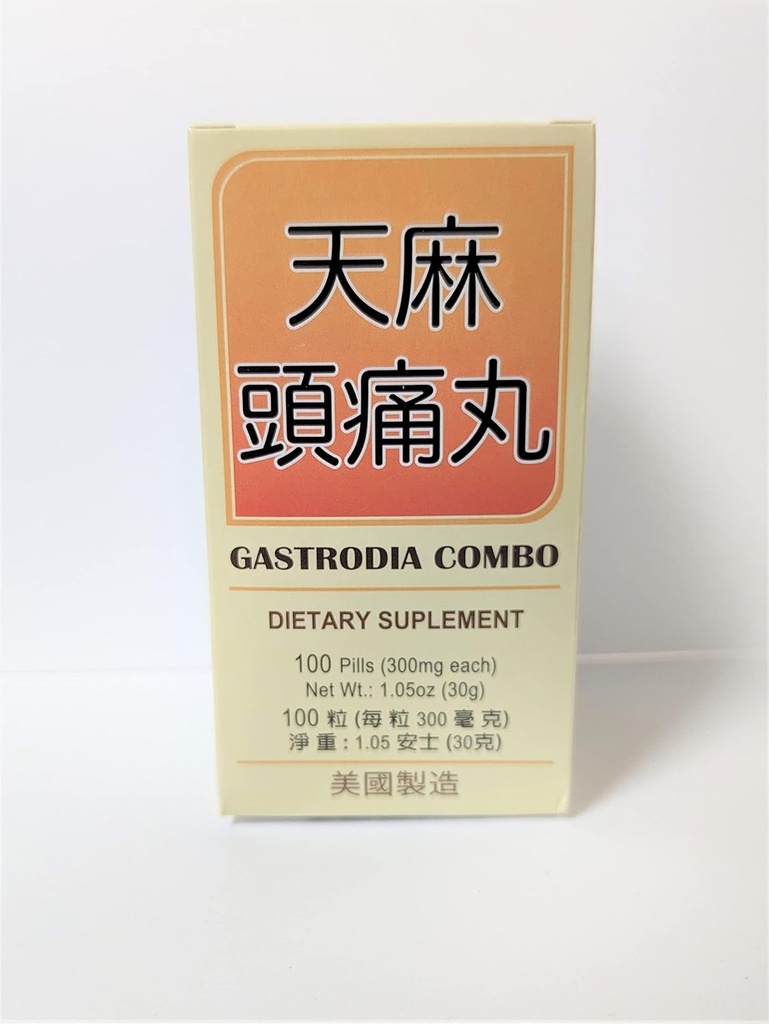 天麻
頭痛丸
GASTRODIA COMBO
DIETARY SUPLEMENT
100 Pills (300mg each)
Net Wt.: 1.05oz (30g)
100 粒 (每 粒 300 毫 克)
淨 重 : 1.05 安士 (30克)
美國製造